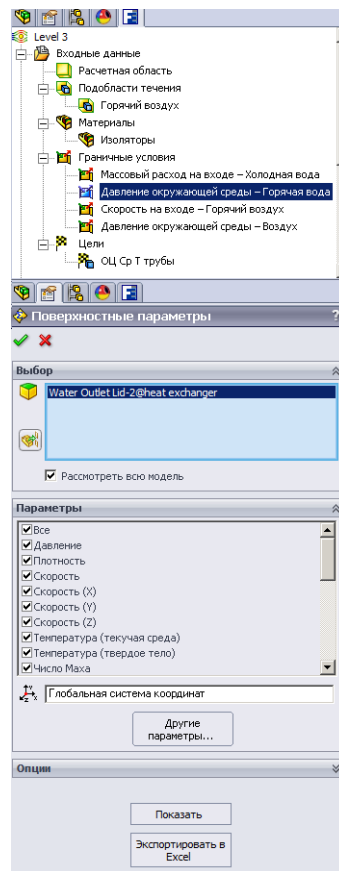 Level 3
Входные данные
Расчетная область
Подобласти течения
Горячий воздух
Материалы
Изоляторы
Граничные условия
Массовый расход на входе – Холодная вода
Давление окружающей среды – Горячая вода
Скорость на входе – Горячий воздух
Давление окружающей среды – Воздух
Цели
ОЦ Ср Т трубы
Поверхностные параметры ?
Выбор
Water Outlet Lid-2@heat exchanger
Рассмотреть всю модель
Параметры
Все
Давление
Плотность
Скорость
Скорость (X)
Скорость (Y)
Скорость (Z)
Температура (текучая среда)
Температура (твердое тело)
Число Маха
Глобальная система координат
Другие
параметры...
Опции
Показать
Экспортировать в
Excel